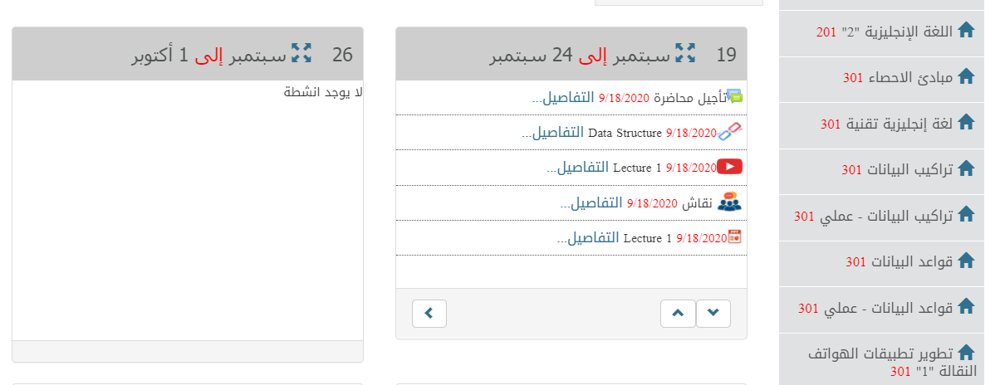 اللغة الإنجليزية "2" 201
مبادئ الاحصاء 301
لغة إنجليزية تقنية 301
تراكيب البيانات 301
تراكيب البيانات - عملي 301
قواعد البيانات 301
قواعد البيانات - عملي 301
تطوير تطبيقات الهواتف
النقالة "1" 301
19 سبتمبر إلى 24 سبتمبر
تأجيل محاضرة 9/18/2020 التفاصيل...
Data Structure 9/18/2020 التفاصيل...
Lecture 1 9/18/2020 التفاصيل...
نقاش 9/18/2020 التفاصيل...
Lecture 1 9/18/2020 التفاصيل...
26 سبتمبر إلى 1 أكتوبر
لا يوجد انشطة